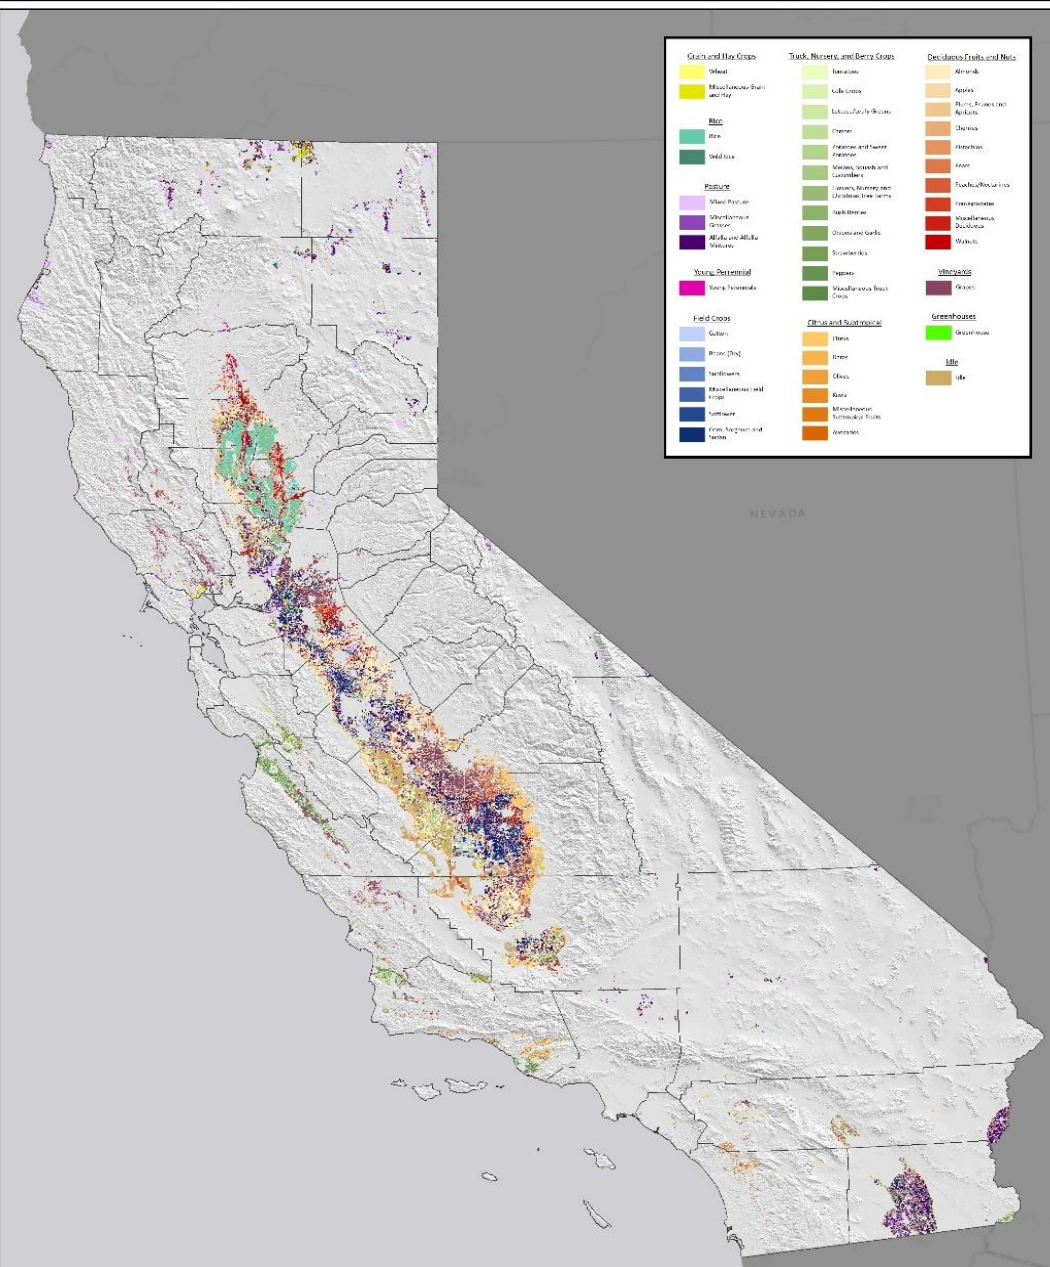 Grain and Hay Crops
Wheat
Miscellaneous Grain
and Hay
Rice
Rice
Wild Rice
Pasture
Mixed Pasture
Miscellaneous
Grasses
Alfalfa and Alfalfa
Mixtures
Young Perennial
Young Perennials
Field Crops
Cotton
Beans (Dry)
Sunflowers
Miscellaneous Field
Crops
Safflower
Corn, Sorghum and
Sudan
Truck, Nursery, and Berry Crops
Tomatoes
Cole Crops
Lettuce/Leafy Greens
Carrots
Potatoes and Sweet
Potatoes
Melons, Squash and
Cucumbers
Flowers, Nursery and
Christmas Tree Farms
Bush Berries
Onions and Garlic
Strawberries
Peppers
Miscellaneous Truck
Crops
Citrus and Subtropical
Citrus
Dates
Olives
Kiwis
Miscellaneous
Subtropical Fruits
Avocados
Deciduous Fruits and Nuts
Almonds
Apples
Plums, Prunes and
Apricots
Cherries
Pistachios
Pears
Peaches/Nectarines
Pomegranates
Miscellaneous
Deciduous
Walnuts
Vineyards
Grapes
Greenhouses
Greenhouse
Idle
Idle
NEVADA